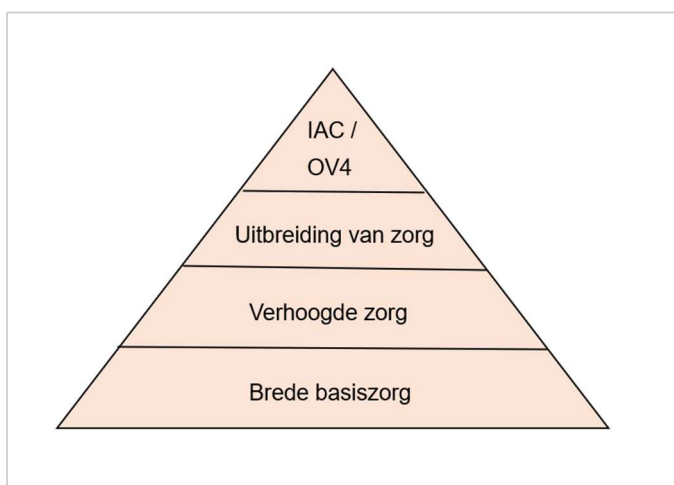 IAC /
OV4
Uitbreiding van zorg
Verhoogde zorg
Brede basiszorg